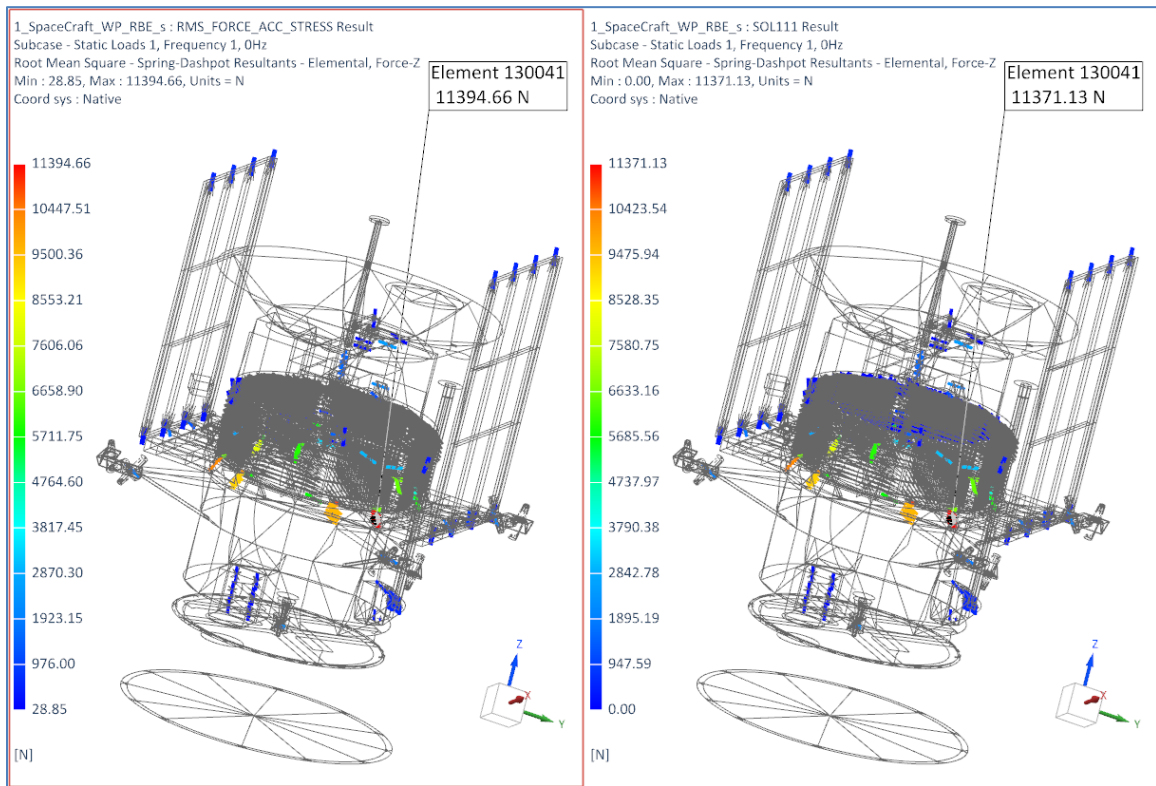 1_SpaceCraft_WP_RBE_s : RMS_FORCE_ACC_STRESS Result
Subcase - Static Loads 1, Frequency 1, 0Hz
Root Mean Square - Spring-Dashpot Resultants - Elemental, Force-Z
Min : 28.85, Max : 11394.66, Units = N
Coord sys : Native
Element 130041
11394.66 N
11394.66
10447.51
9500.36
8553.21
7606.06
6658.90
5711.75
4764.60
3817.45
2870.30
1923.15
976.00
28.85
[N]
Z
X
Y
1_SpaceCraft_WP_RBE_s : SOL111 Result
Subcase - Static Loads 1, Frequency 1, 0Hz
Root Mean Square - Spring-Dashpot Resultants - Elemental, Force-Z
Min : 0.00, Max : 11371.13, Units = N
Coord sys : Native
Element 130041
11371.13 N
11371.13
10423.54
9475.94
8528.35
7580.75
6633.16
5685.56
4737.97
3790.38
2842.78
1895.19
947.59
0.00
[N]
Z
X
Y